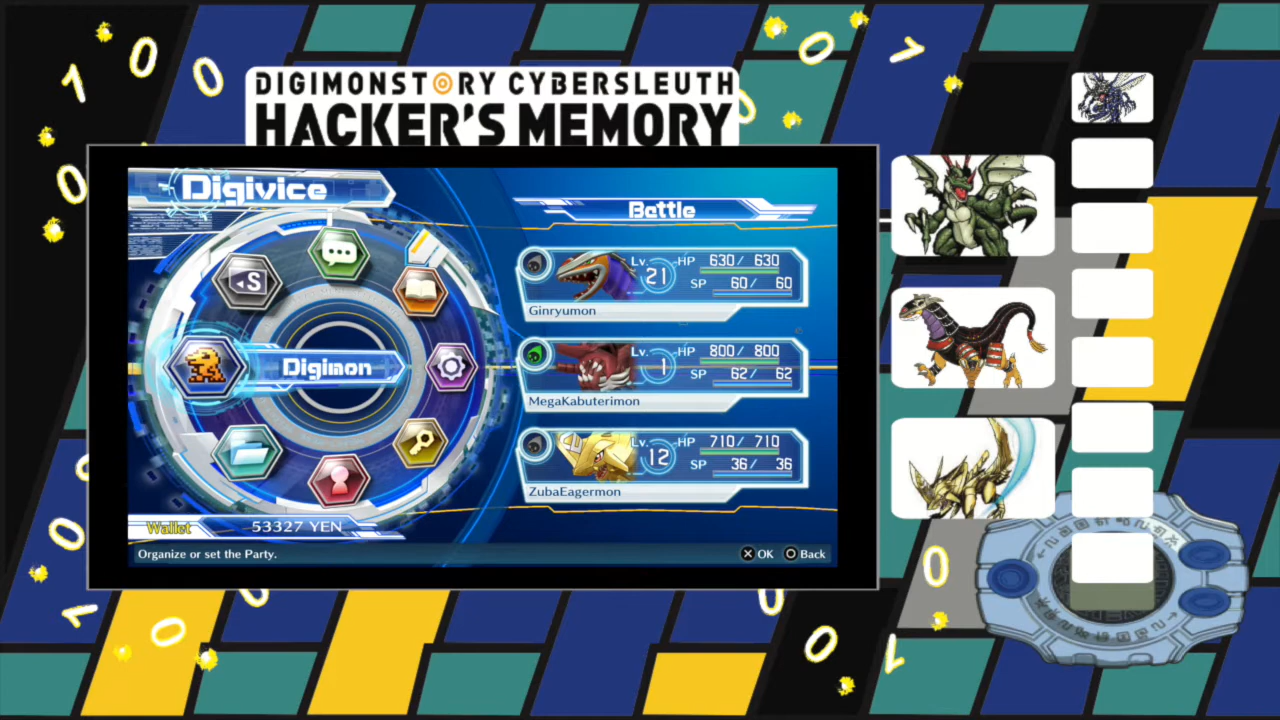 DIGIMONSTORY CYBERSLEUTH
HACKER'S MEMORY
Digivice
S
Digimon
Wallet 53327 YEN
Organize or set the Party.
Battle
Lv. 21 HP 630/ 630
SP 60/ 60
Ginryumon
Lv. 1 HP 800/ 800
SP 62/ 62
MegaKabuterimon
Lv. 12 HP 710/ 710
SP 36/ 36
ZubaEagermon
X OK O Back